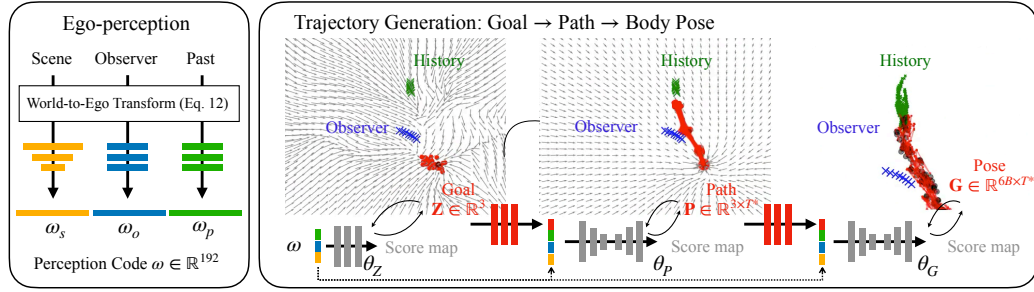 Ego-perception
Scene Observer Past
World-to-Ego Transform (Eq. 12)
ω_s ω_o ω_p
Perception Code ω ∈ ℝ^192
Trajectory Generation: Goal → Path → Body Pose
History
Observer
Goal
Z ∈ ℝ^3
Score map
ω
θ_Z
History
Observer
Path
P ∈ ℝ^{3×T*}
Score map
θ_P
History
Observer
Pose
G ∈ ℝ^{6B×T*}
Score map
θ_G